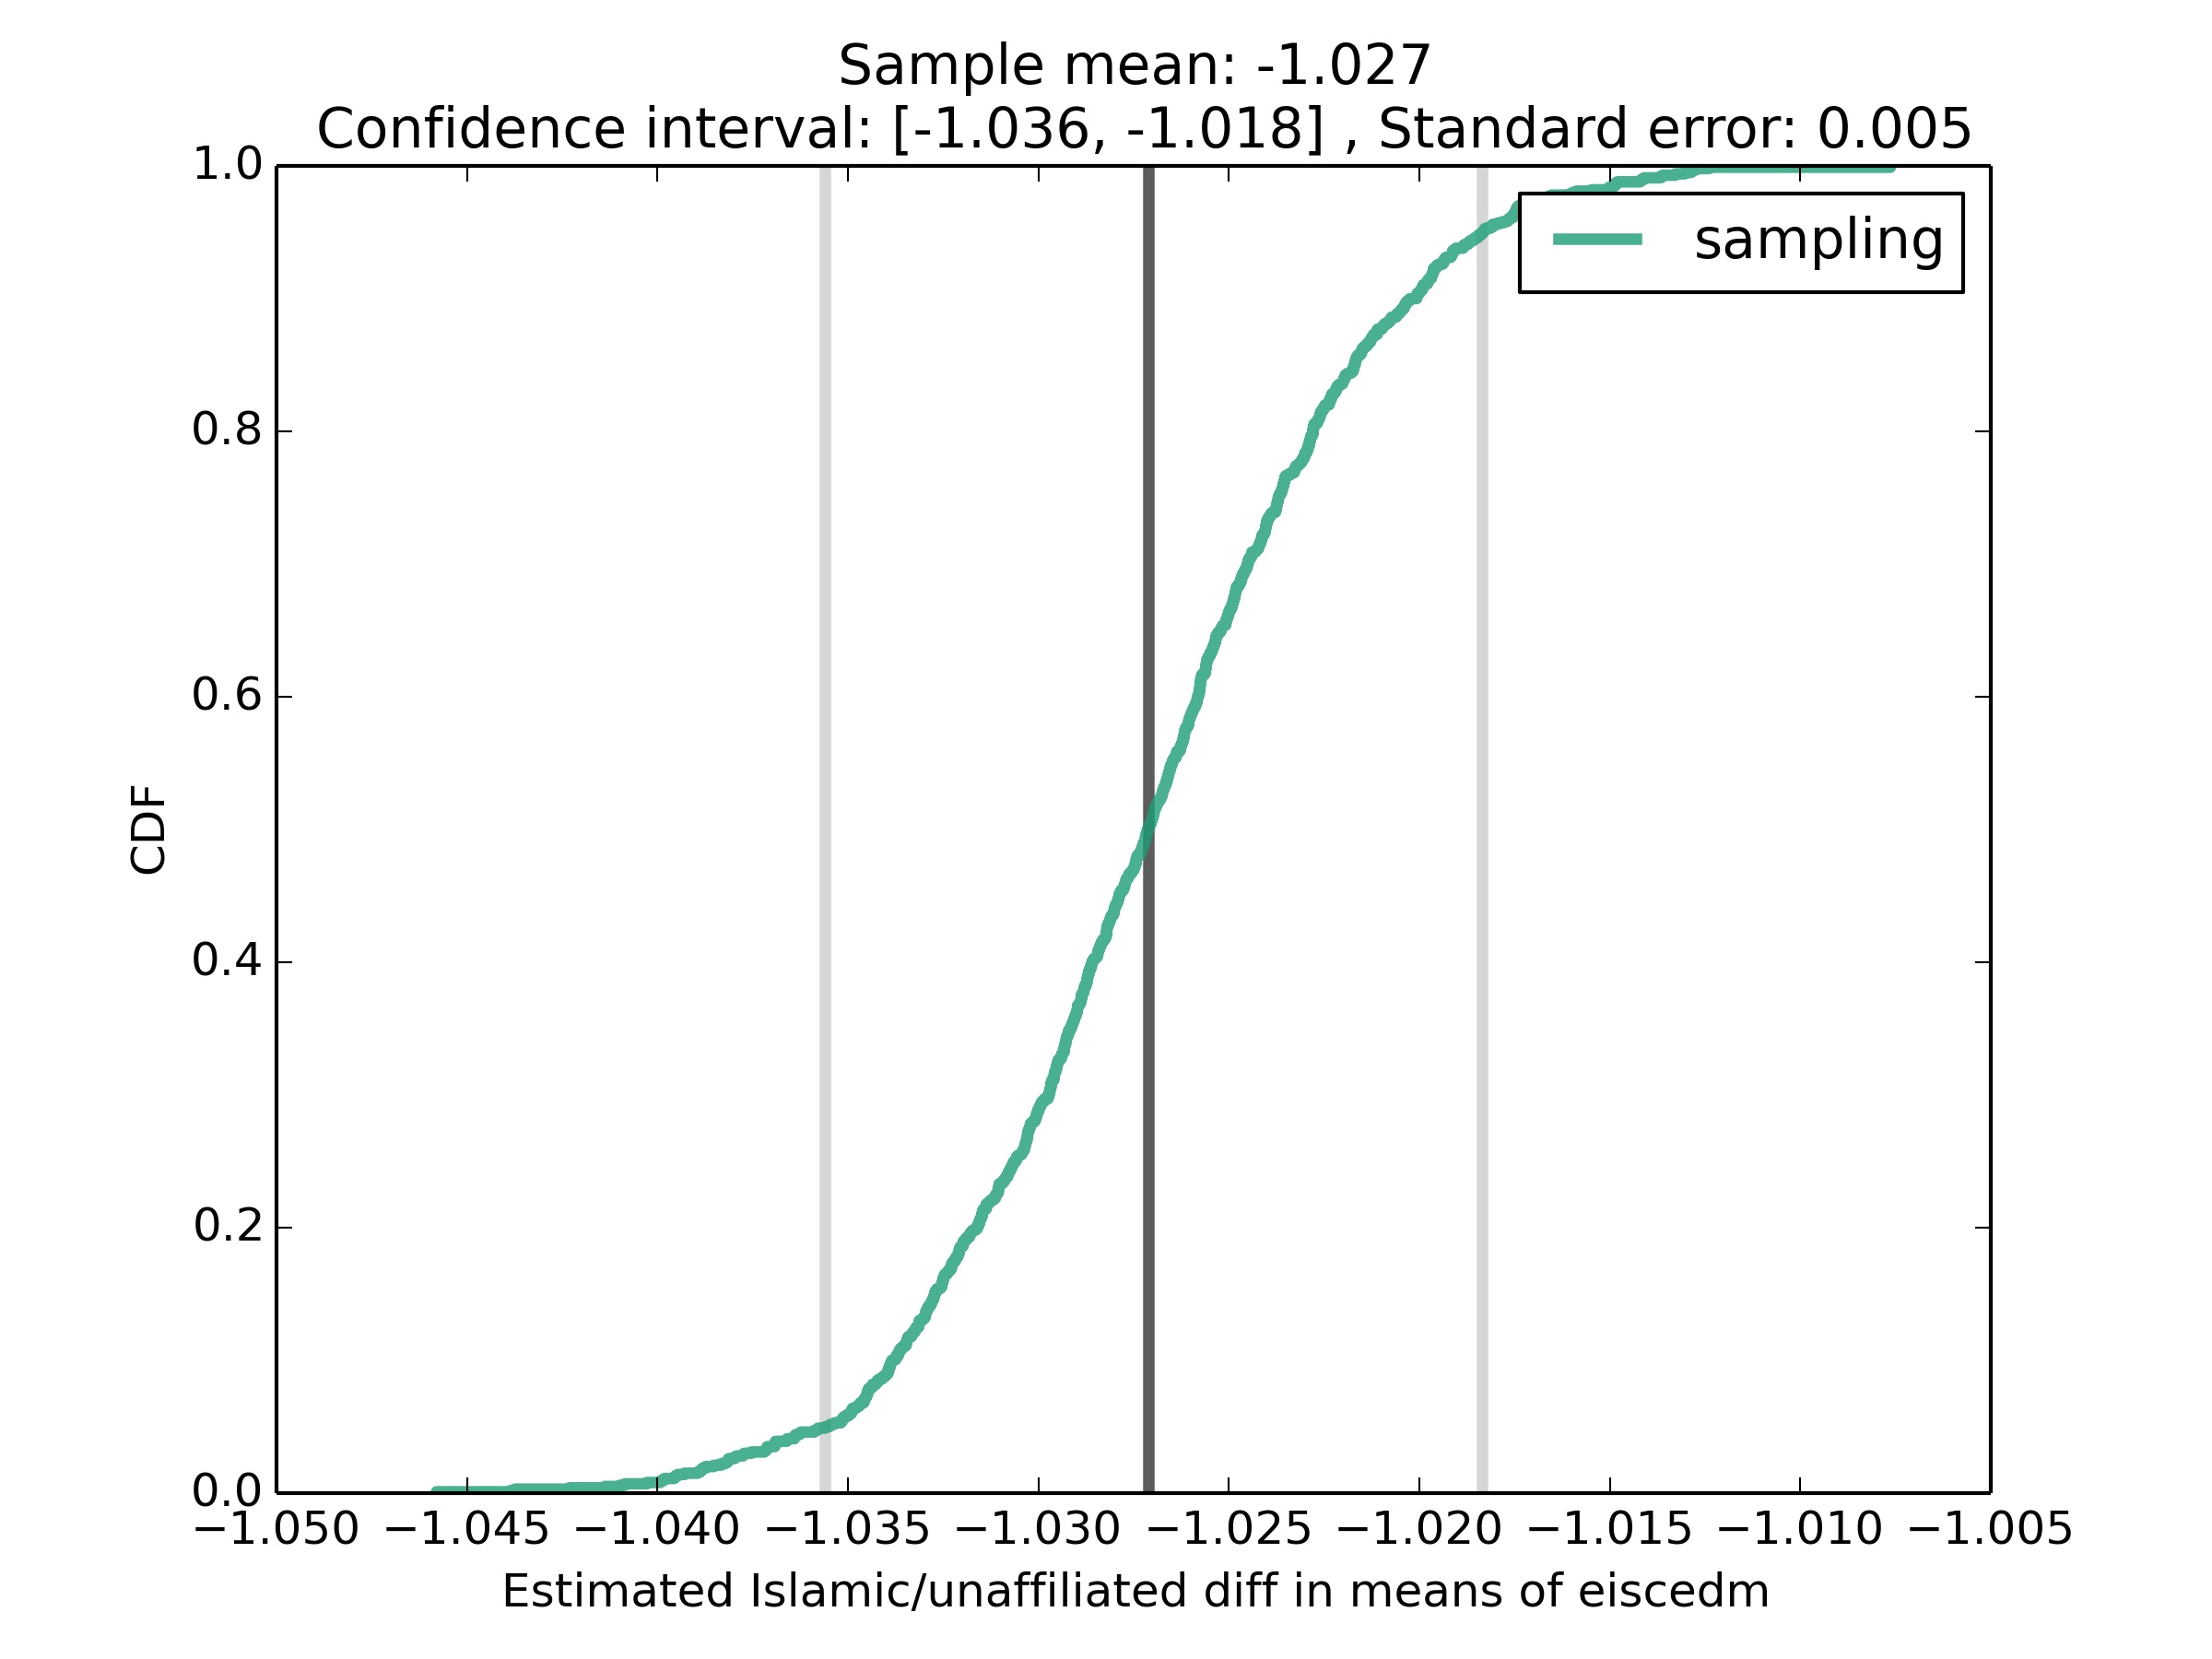 Sample mean: -1.027
Confidence interval: [-1.036, -1.018] , Standard error: 0.005
1.0
0.8
0.6
0.4
0.2
0.0
CDF
sampling
−1.050 −1.045 −1.040 −1.035 −1.030 −1.025 −1.020 −1.015 −1.010 −1.005
Estimated Islamic/unaffiliated diff in means of eiscedm